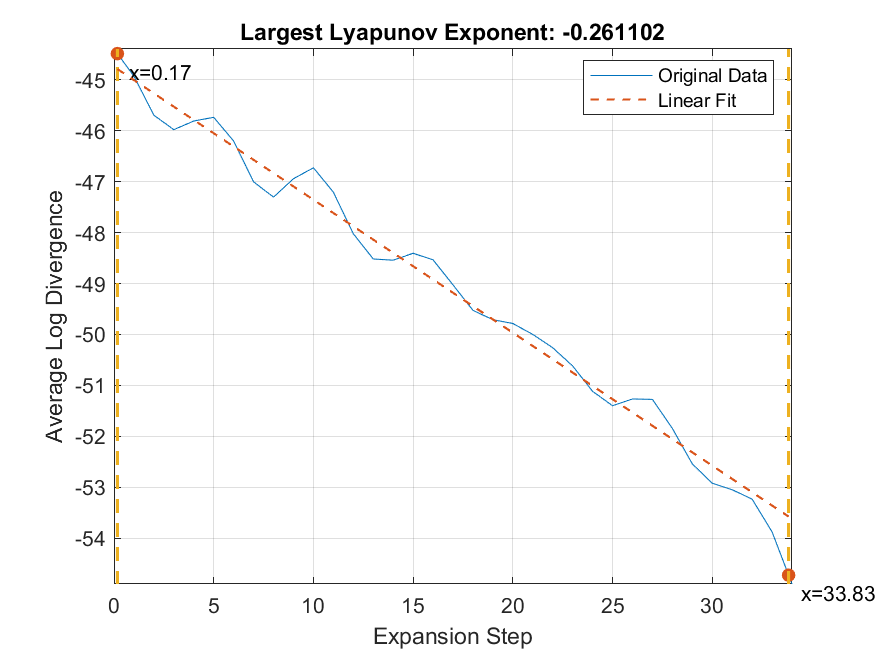 Largest Lyapunov Exponent: -0.261102
x=0.17
Original Data
Linear Fit
-45
-46
-47
-48
-49
-50
-51
-52
-53
-54
Average Log Divergence
x=33.83
0
5
10
15
20
25
30
Expansion Step